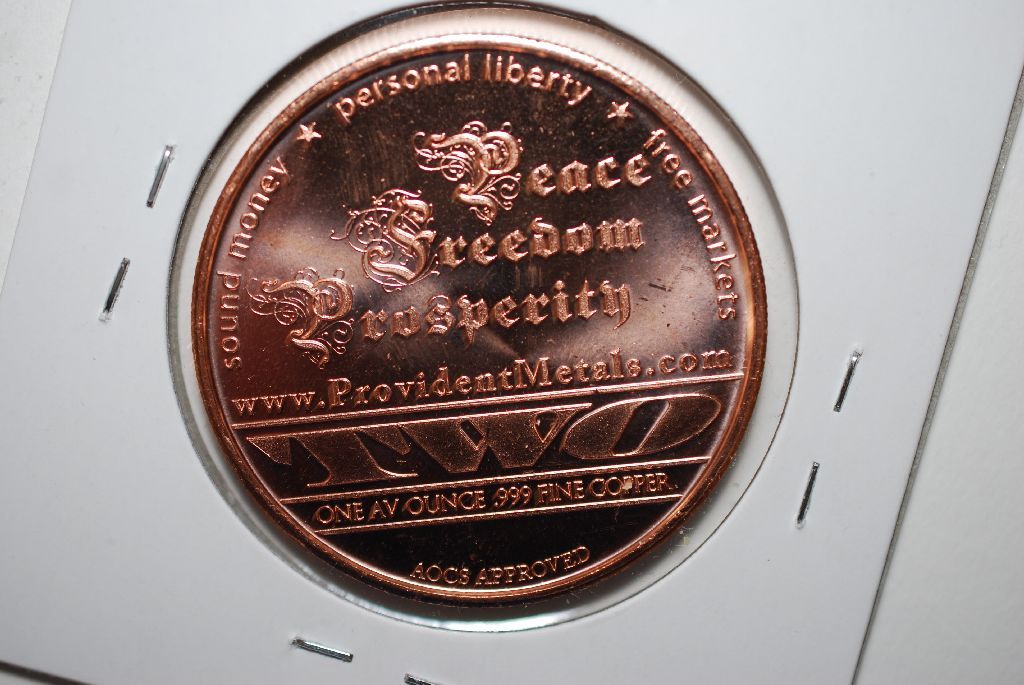 sound money ★ personal liberty ★ free markets
Peace
Freedom
Prosperity
www.ProvidentMetals.com
TWO
ONE AV OUNCE .999 FINE COPPER
AOCS APPROVED